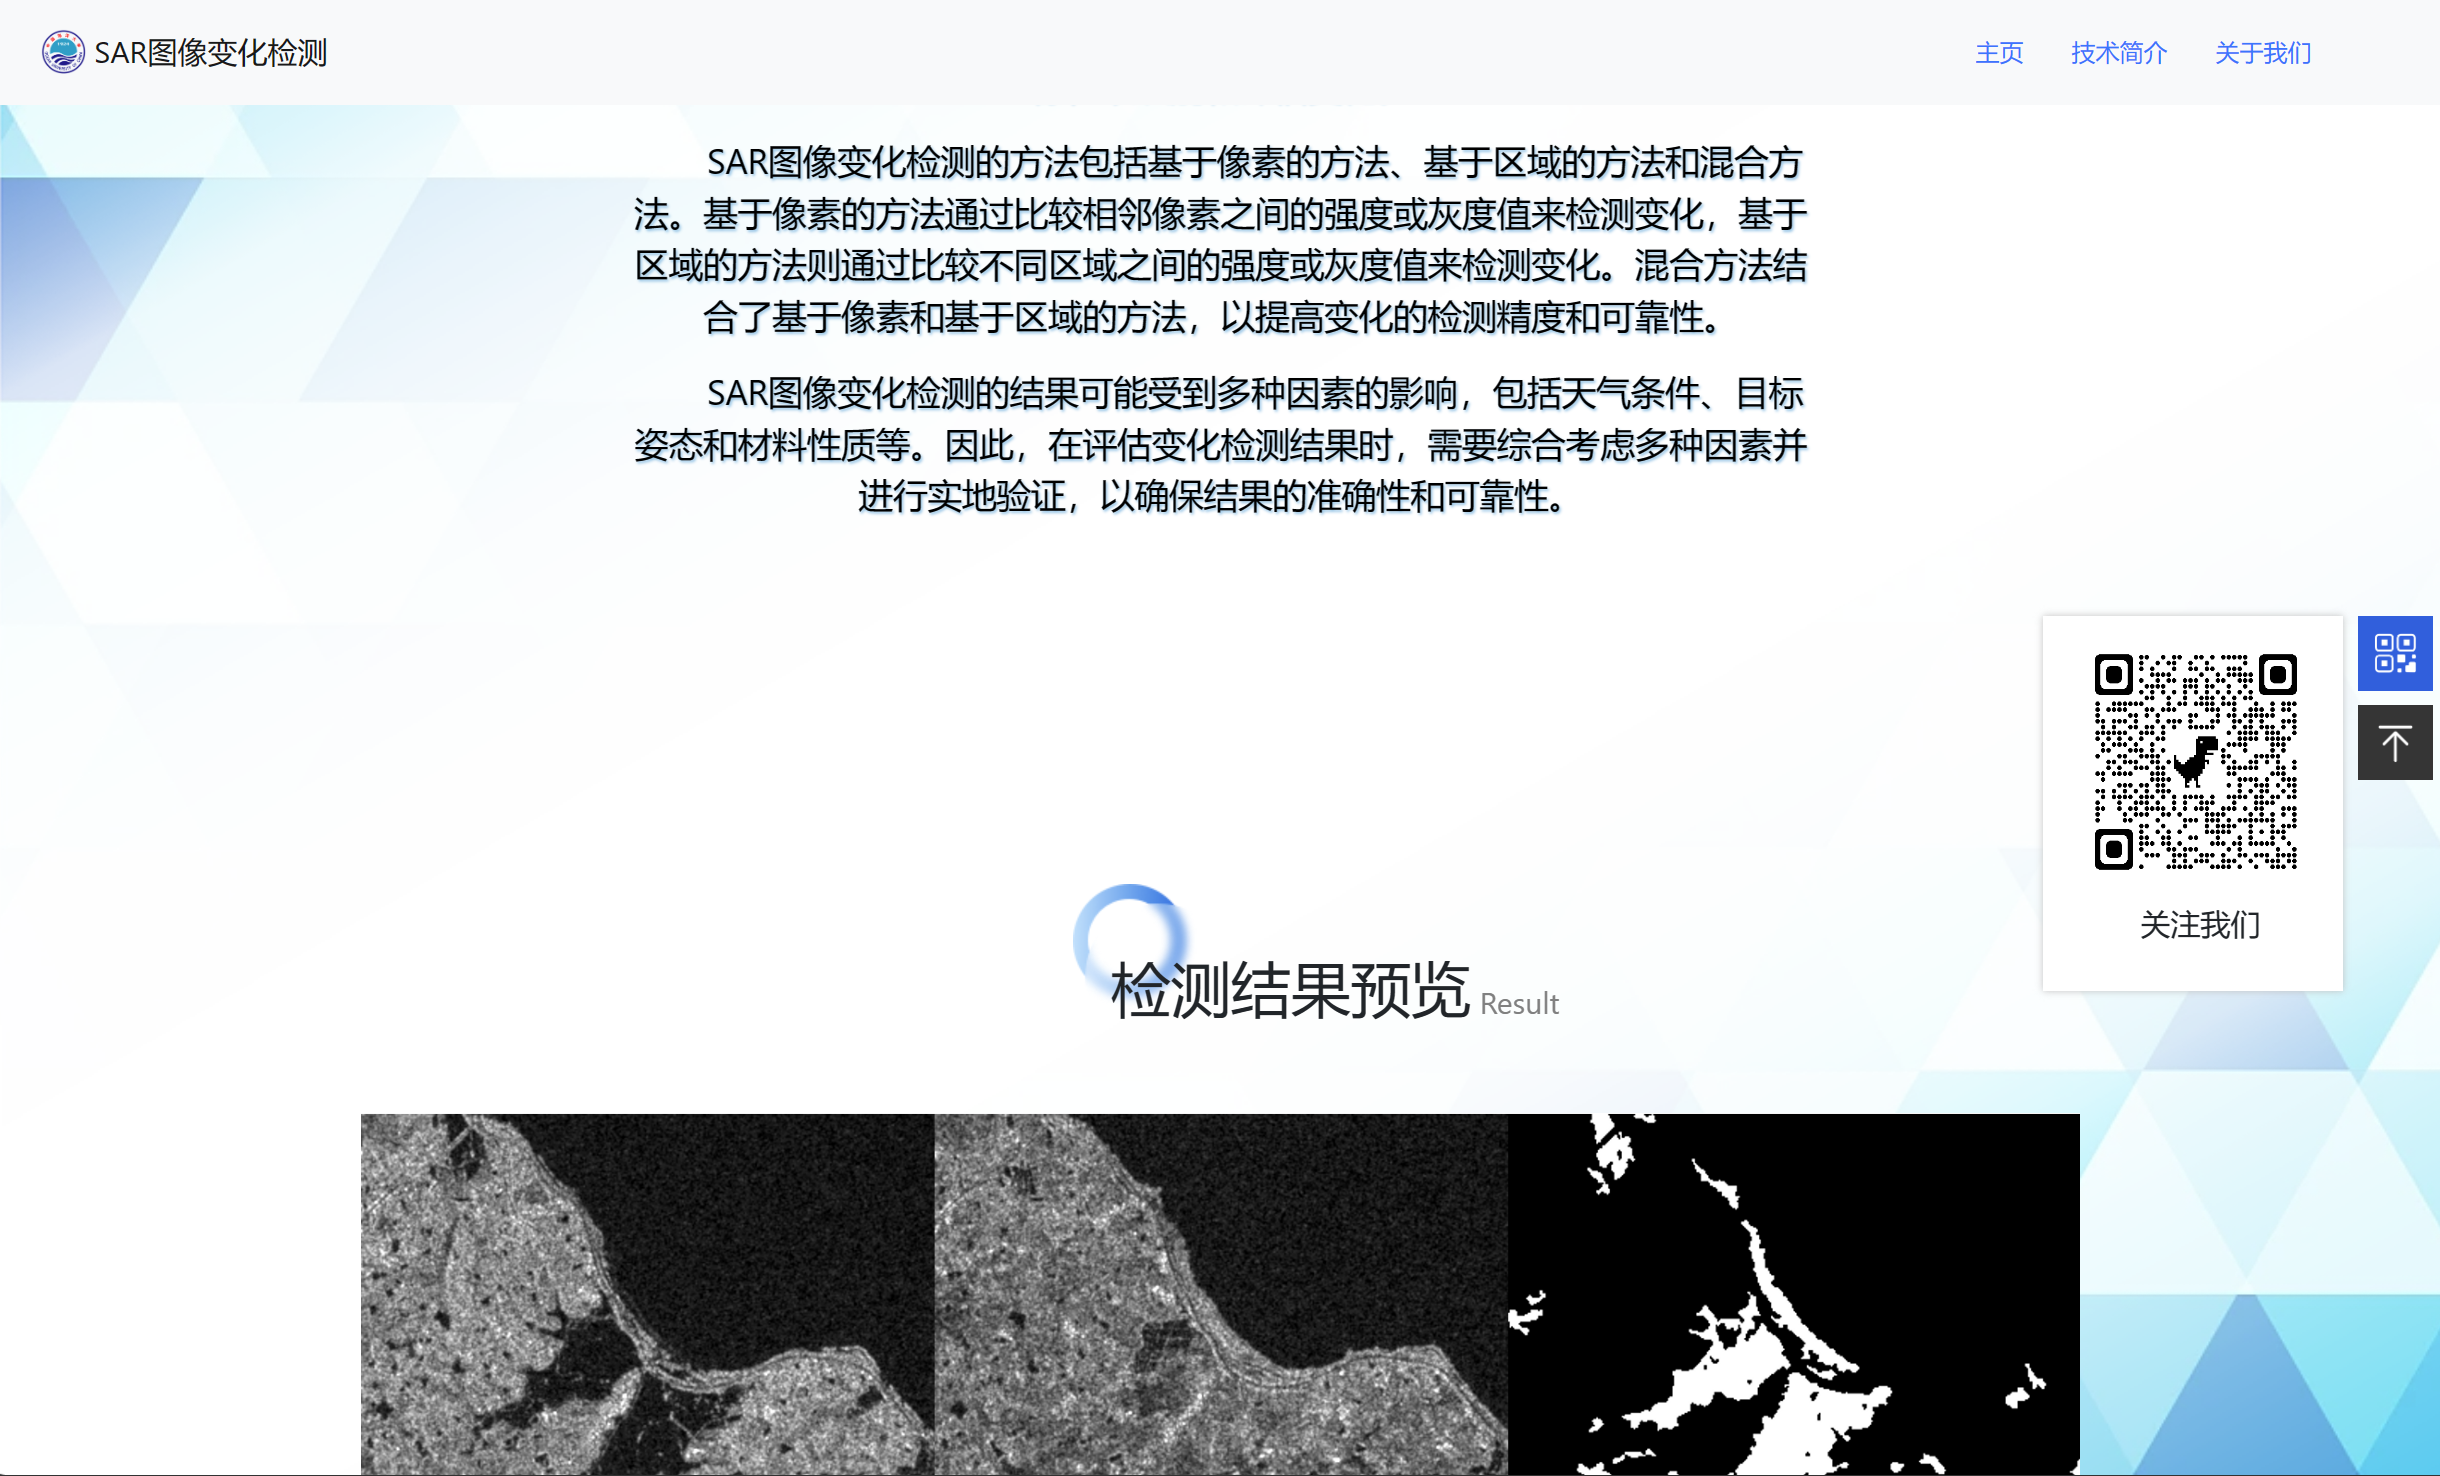 SAR图像变化检测
主页 技术简介 关于我们
SAR图像变化检测的方法包括基于像素的方法、基于区域的方法和混合方
法。基于像素的方法通过比较相邻像素之间的强度或灰度值来检测变化，基于
区域的方法则通过比较不同区域之间的强度或灰度值来检测变化。混合方法结
合了基于像素和基于区域的方法，以提高变化的检测精度和可靠性。
SAR图像变化检测的结果可能受到多种因素的影响，包括天气条件、目标
姿态和材料性质等。因此，在评估变化检测结果时，需要综合考虑多种因素并
进行实地验证，以确保结果的准确性和可靠性。
关注我们
检测结果预览 Result